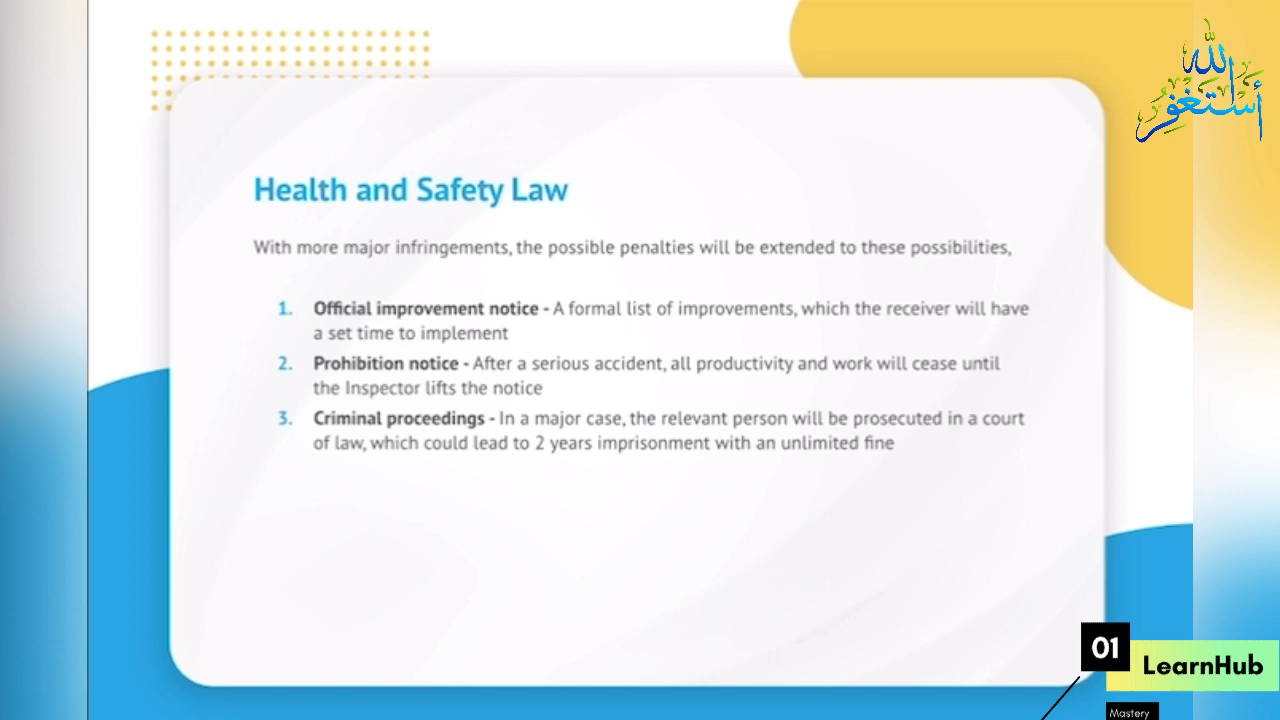 أستغفر الله
Health and Safety Law
With more major infringements, the possible penalties will be extended to these possibilities,
1. Official improvement notice - A formal list of improvements, which the receiver will have
a set time to implement
2. Prohibition notice - After a serious accident, all productivity and work will cease until
the Inspector lifts the notice
3. Criminal proceedings - In a major case, the relevant person will be prosecuted in a court
of law, which could lead to 2 years imprisonment with an unlimited fine
01
LearnHub
Mastery